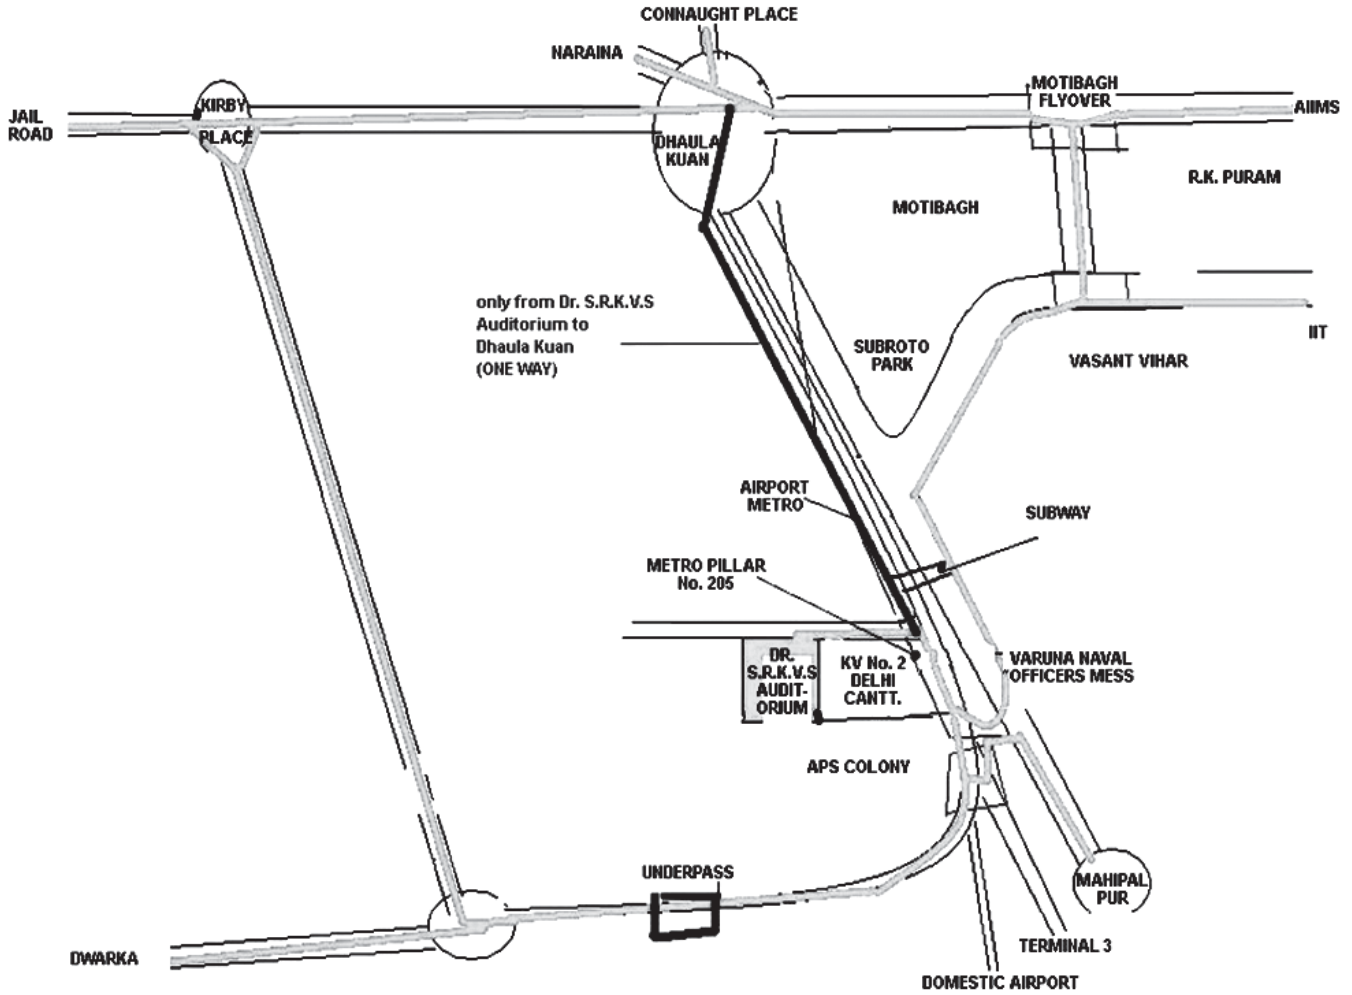 CONNAUGHT PLACE
NARAINA
MOTIBAGH
FLYOVER
AIIMS
JAIL
ROAD
KIRBY
PLACE
DHAULA
KUAN
R.K. PURAM
MOTIBAGH
only from Dr. S.R.K.V.S
Auditorium to
Dhaula Kuan
(ONE WAY)
SUBROTO
PARK
IIT
VASANT VIHAR
AIRPORT
METRO
SUBWAY
METRO PILLAR
No. 205
DR.
S.R.K.V.S
AUDIT-
ORIUM
KV No. 2
DELHI
CANTT.
VARUNA NAVAL
OFFICERS MESS
APS COLONY
UNDERPASS
MAHIPAL
PUR
DWARKA
TERMINAL 3
DOMESTIC AIRPORT